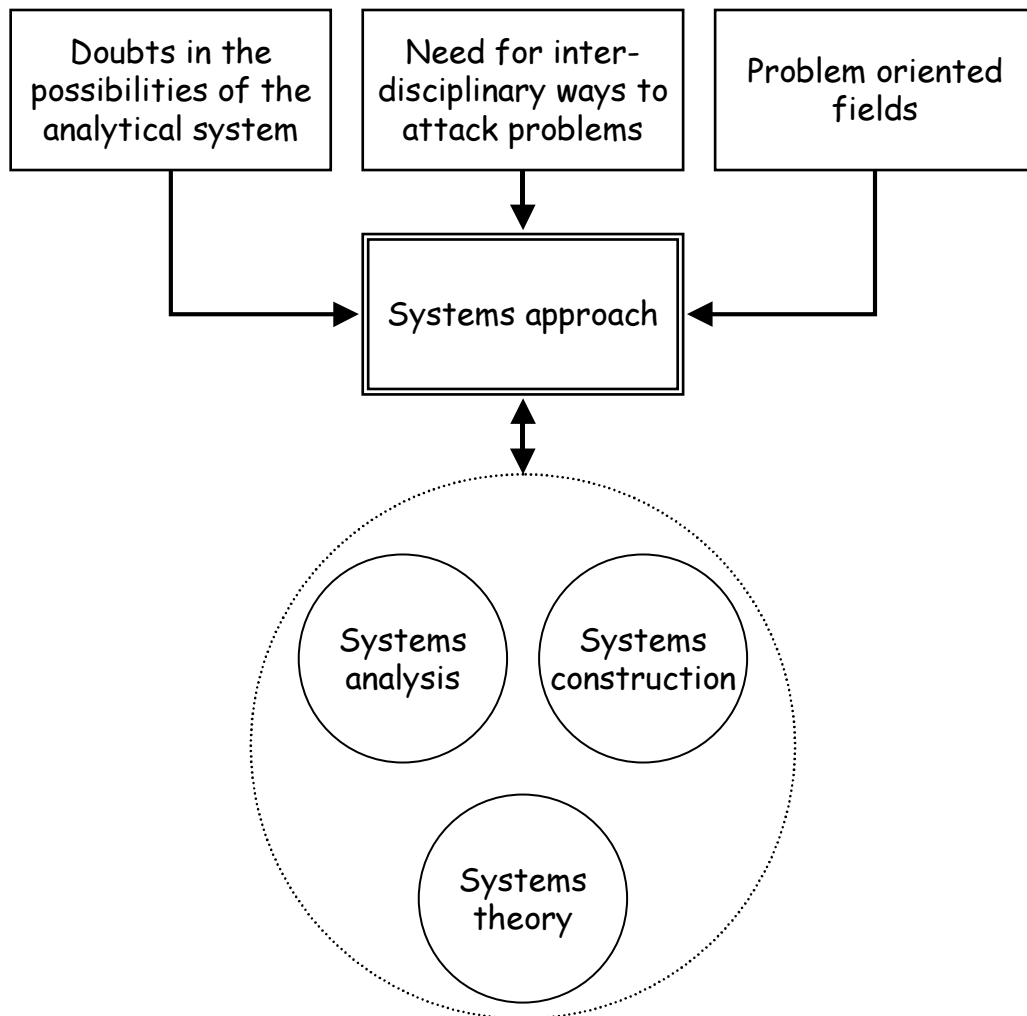 Doubts in the
possibilities of the
analytical system
Need for inter-
disciplinary ways to
attack problems
Problem oriented
fields
Systems approach
Systems
analysis
Systems
construction
Systems
theory